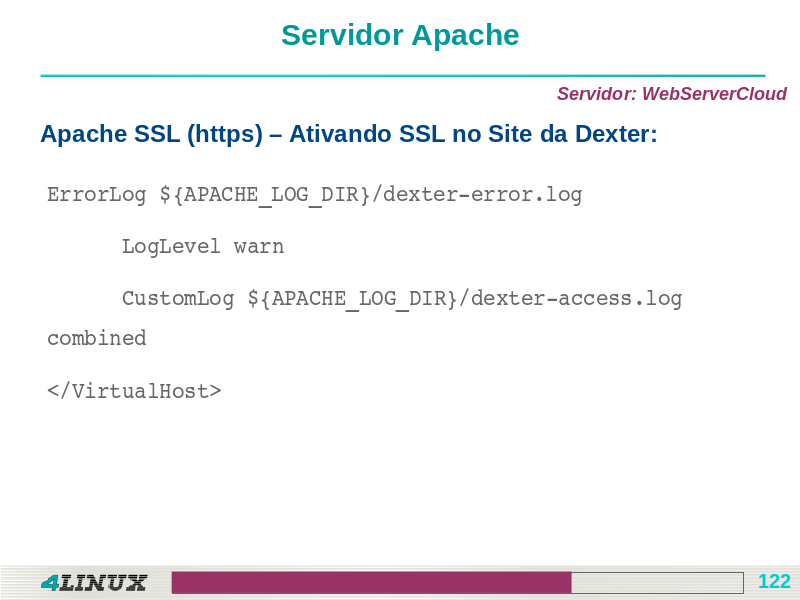 Servidor Apache
Servidor: WebServerCloud
Apache SSL (https) – Ativando SSL no Site da Dexter:
ErrorLog ${APACHE_LOG_DIR}/dexter-error.log
LogLevel warn
CustomLog ${APACHE_LOG_DIR}/dexter-access.log
combined
</VirtualHost>
4LINUX
122